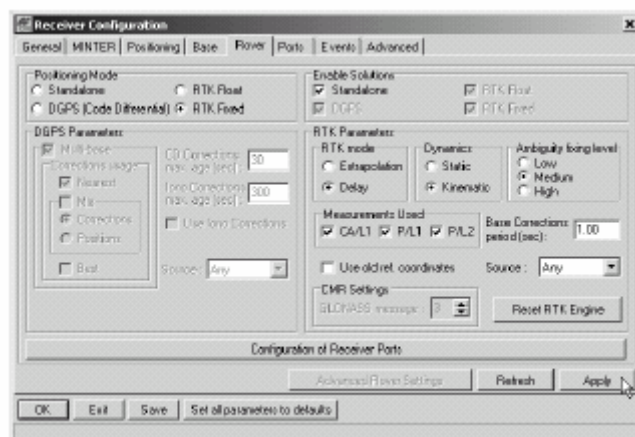 Receiver Configuration
General MINTER Positioning Base Rover Ports Events Advanced
Positioning Mode
Standalone RTK Float
DGPS (Code Differential) RTK Fixed
Enable Solutions
Standalone RTK Float
DGPS RTK Fixed
DGPS Parameters
Multi-base
Corrections usage
Nearest
Mix
Corrections
Positions
Best
CD Corrections
max. age (sec): 30
Iono Corrections
max. age (sec): 300
Use Iono Corrections
Source: Any
RTK Parameters
RTK mode
Extrapolation
Delay
Dynamics
Static
Kinematic
Ambiguity fixing level
Low
Medium
High
Measurements Used
CA/L1 P/L1 P/L2
Base Corrections
period (sec): 1.00
Use old ref. coordinates Source : Any
CMR Settings
GLONASS message : 3
Reset RTK Engine
Configuration of Receiver Ports
Advanced Rover Settings Refresh Apply
OK Exit Save Set all parameters to defaults